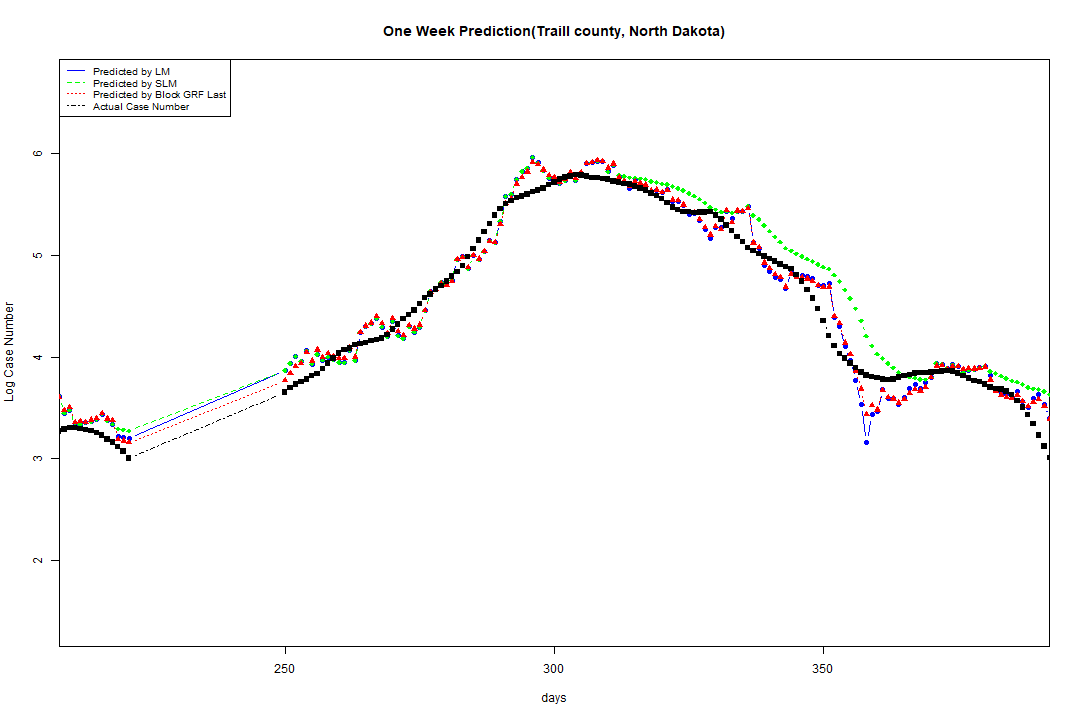 One Week Prediction(Traill county, North Dakota)
Predicted by LM
Predicted by SLM
Predicted by Block GRF Last
Actual Case Number
6
5
4
3
2
Log Case Number
250 300 350
days